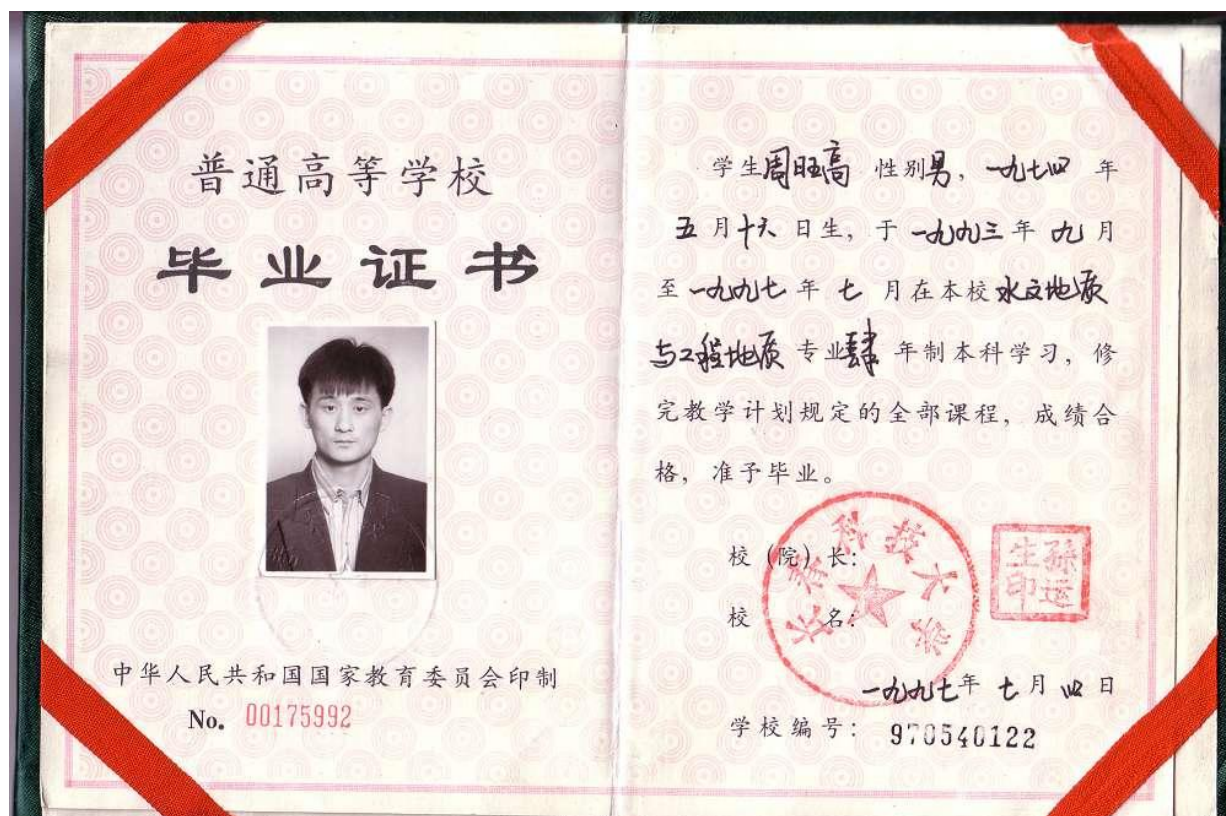 普通高等学校
毕业证书
中华人民共和国国家教育委员会印制
No. 00175992
学生周旺高 性别男，一九七四 年
五月十六日生，于一九九三年九月
至一九九七年七月在本校水文地质
与工程地质专业肆年制本科学习，修
完教学计划规定的全部课程，成绩合
格，准予毕业。
校（院）长：
孙运生印
校名：
长春科技大学
一九九七年七月四日
学校编号：970540122